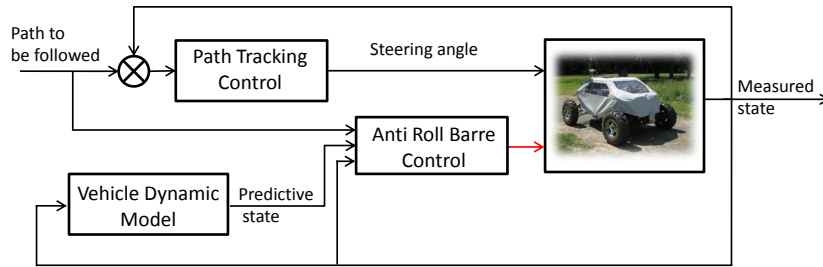 Path to
be followed
Path Tracking
Control
Steering angle
Measured
state
Anti Roll Barre
Control
Vehicle Dynamic
Model
Predictive
state